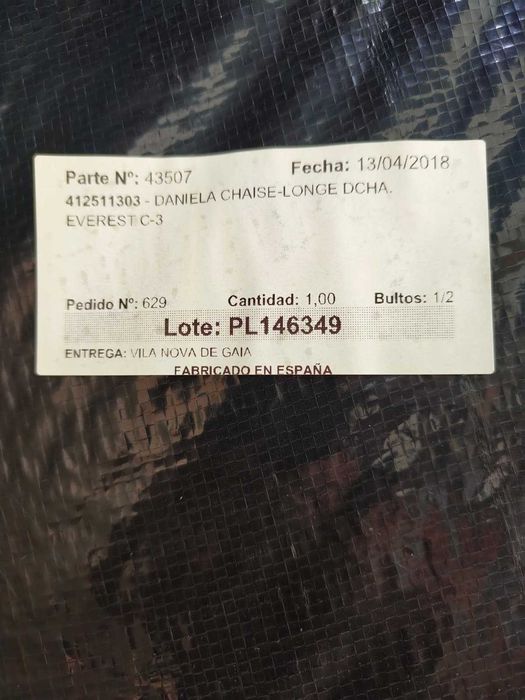 Parte Nº: 43507 Fecha: 13/04/2018
412511303 - DANIELA CHAISE-LONGE DCHA.
EVEREST C-3
Pedido Nº: 629 Cantidad: 1,00 Bultos: 1/2
Lote: PL146349
ENTREGA: VILA NOVA DE GAIA
FABRICADO EN ESPAÑA